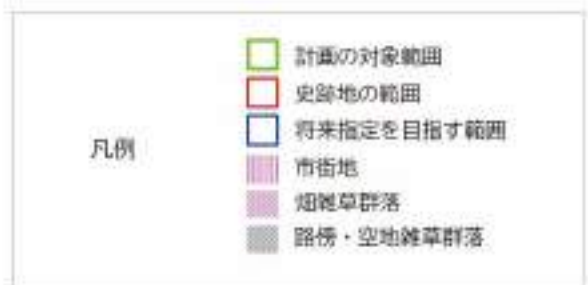 凡例
計画の対象範囲
史跡地の範囲
将来指定を目指す範囲
市街地
畑雑草群落
路傍・空地雑草群落